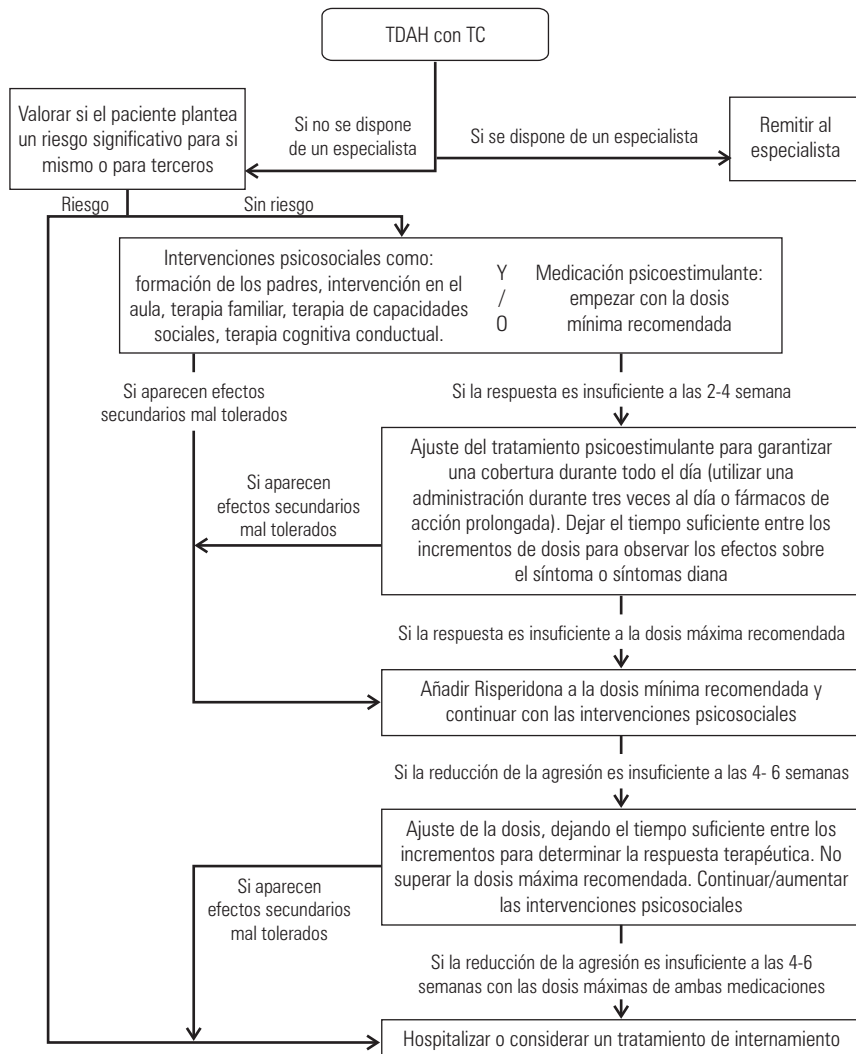 TDAH con TC
Valorar si el paciente plantea
un riesgo significativo para si
mismo o para terceros
Si no se dispone
de un especialista
Si se dispone de un especialista
Remitir al
especialista
Riesgo
Sin riesgo
Intervenciones psicosociales como:
formación de los padres, intervención en el
aula, terapia familiar, terapia de capacidades
sociales, terapia cognitiva conductual.
Y
/
O
Medicación psicoestimulante:
empezar con la dosis
mínima recomendada
Si aparecen efectos
secundarios mal tolerados
Si la respuesta es insuficiente a las 2-4 semana
Ajuste del tratamiento psicoestimulante para garantizar
una cobertura durante todo el día (utilizar una
administración durante tres veces al día o fármacos de
acción prolongada). Dejar el tiempo suficiente entre los
incrementos de dosis para observar los efectos sobre
el síntoma o síntomas diana
Si aparecen
efectos secundarios
mal tolerados
Si la respuesta es insuficiente a la dosis máxima recomendada
Añadir Risperidona a la dosis mínima recomendada y
continuar con las intervenciones psicosociales
Si la reducción de la agresión es insuficiente a las 4- 6 semanas
Ajuste de la dosis, dejando el tiempo suficiente entre los
incrementos para determinar la respuesta terapéutica. No
superar la dosis máxima recomendada. Continuar/aumentar
las intervenciones psicosociales
Si aparecen
efectos secundarios
mal tolerados
Si la reducción de la agresión es insuficiente a las 4-6
semanas con las dosis máximas de ambas medicaciones
Hospitalizar o considerar un tratamiento de internamiento